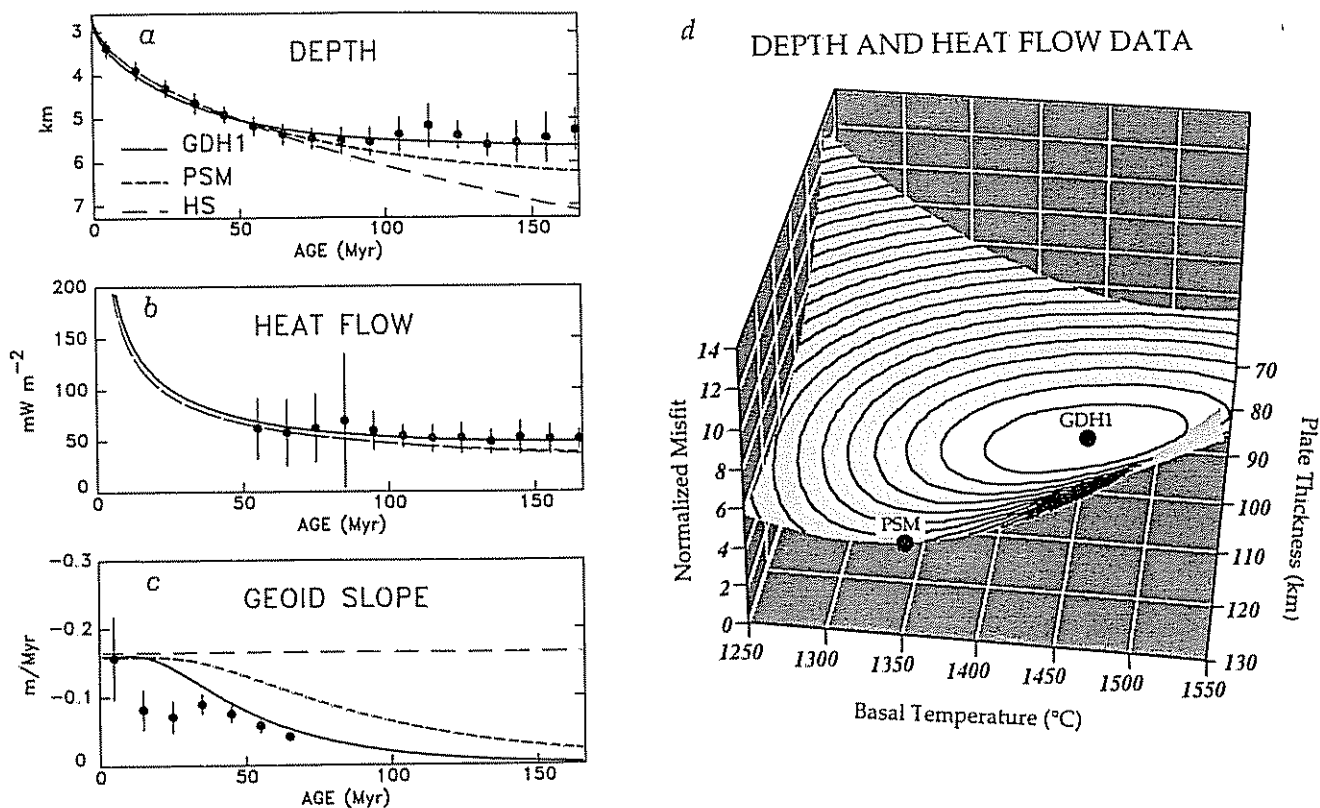 a
DEPTH
3
4
5
6
7
km
GDH1
PSM
HS
0
50
100
150
AGE (Myr)
b
HEAT FLOW
200
150
100
50
0
mW m-2
0
50
100
150
AGE (Myr)
c
GEOID SLOPE
-0.3
-0.2
-0.1
0
m/Myr
0
50
100
150
AGE (Myr)
d
DEPTH AND HEAT FLOW DATA
14
12
10
8
6
4
2
0
Normalized Misfit
GDH1
PSM
70
80
90
100
110
120
130
Plate Thickness (km)
1250
1300
1350
1400
1450
1500
1550
Basal Temperature (°C)